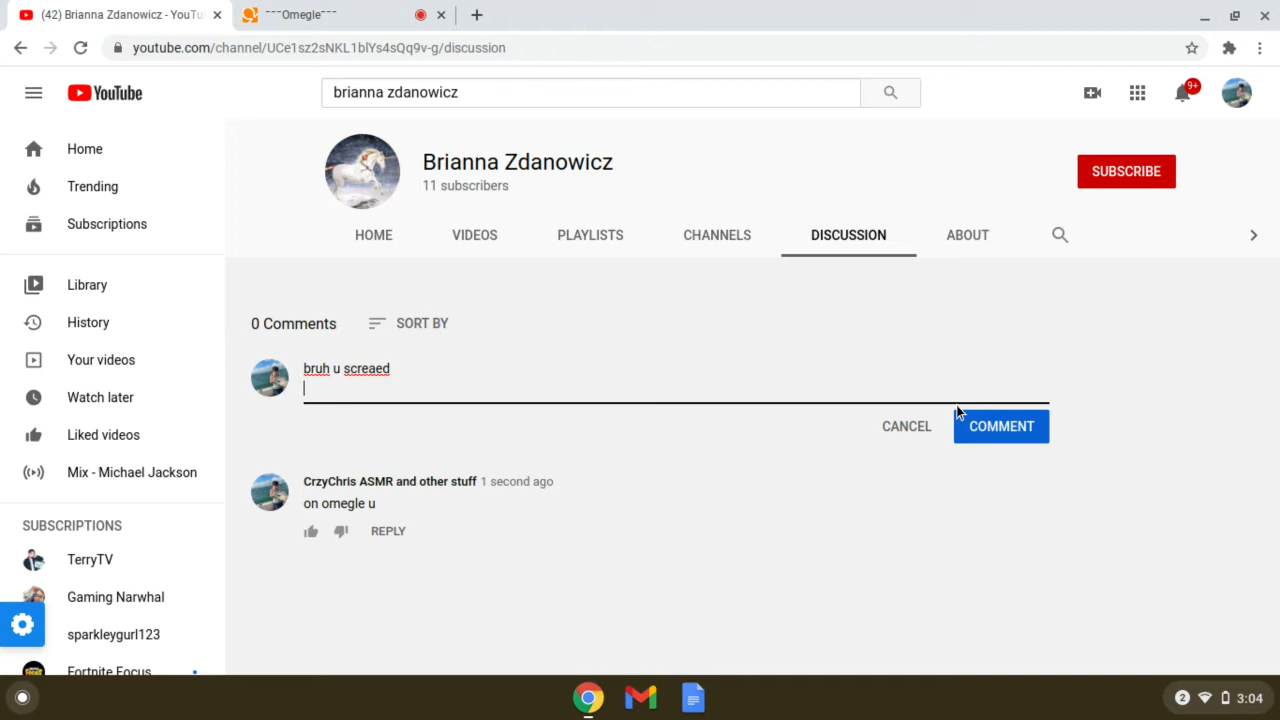 (42) Brianna Zdanowicz - YouTu
~~~Omegle~~~
youtube.com/channel/UCe1sz2sNKL1blYs4sQq9v-g/discussion
YouTube
brianna zdanowicz
9+
Home
Trending
Subscriptions
Library
History
Your videos
Watch later
Liked videos
Mix - Michael Jackson
SUBSCRIPTIONS
TerryTV
Gaming Narwhal
sparkleygurl123
Fortnite Focus
Brianna Zdanowicz
11 subscribers
SUBSCRIBE
HOME VIDEOS PLAYLISTS CHANNELS DISCUSSION ABOUT
0 Comments SORT BY
bruh u screaed
CANCEL COMMENT
CrzyChris ASMR and other stuff 1 second ago
on omegle u
REPLY
2 3:04